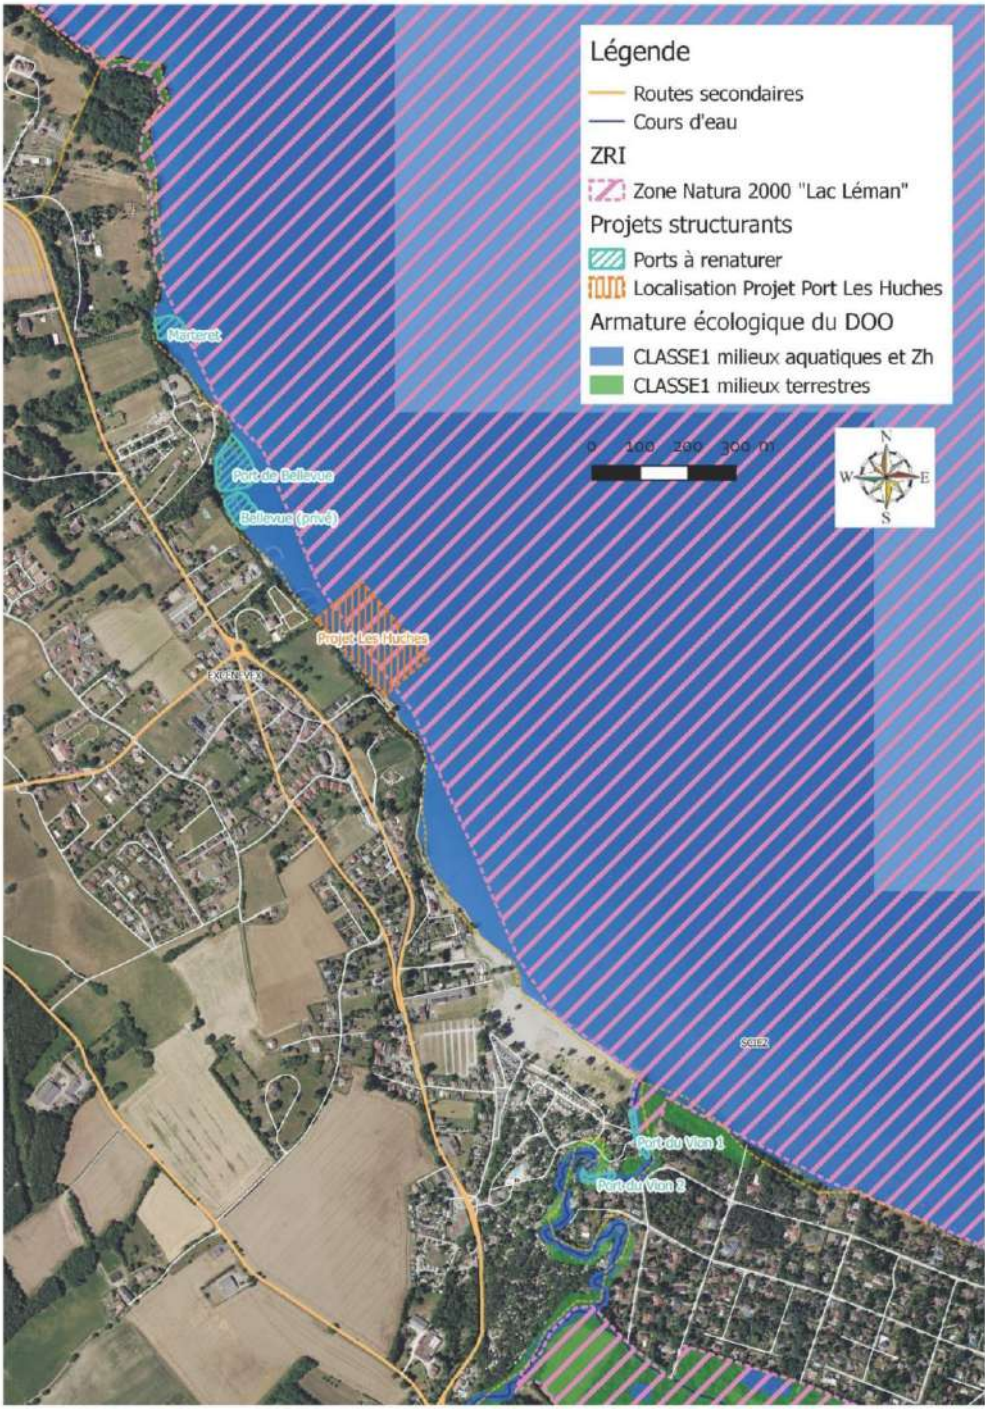 Légende
Routes secondaires
Cours d'eau
ZRI
Zone Natura 2000 "Lac Léman"
Projets structurants
Ports à renaturer
Localisation Projet Port Les Huches
Armature écologique du DOO
CLASSE1 milieux aquatiques et Zh
CLASSE1 milieux terrestres
Marteret
0 100 200 300 m
N
W E
S
Port de Bellevue
Bellevue (privé)
Projet Les Huches
EXCENEVEX
SCIEZ
Port du Vion 1
Port du Vion 2